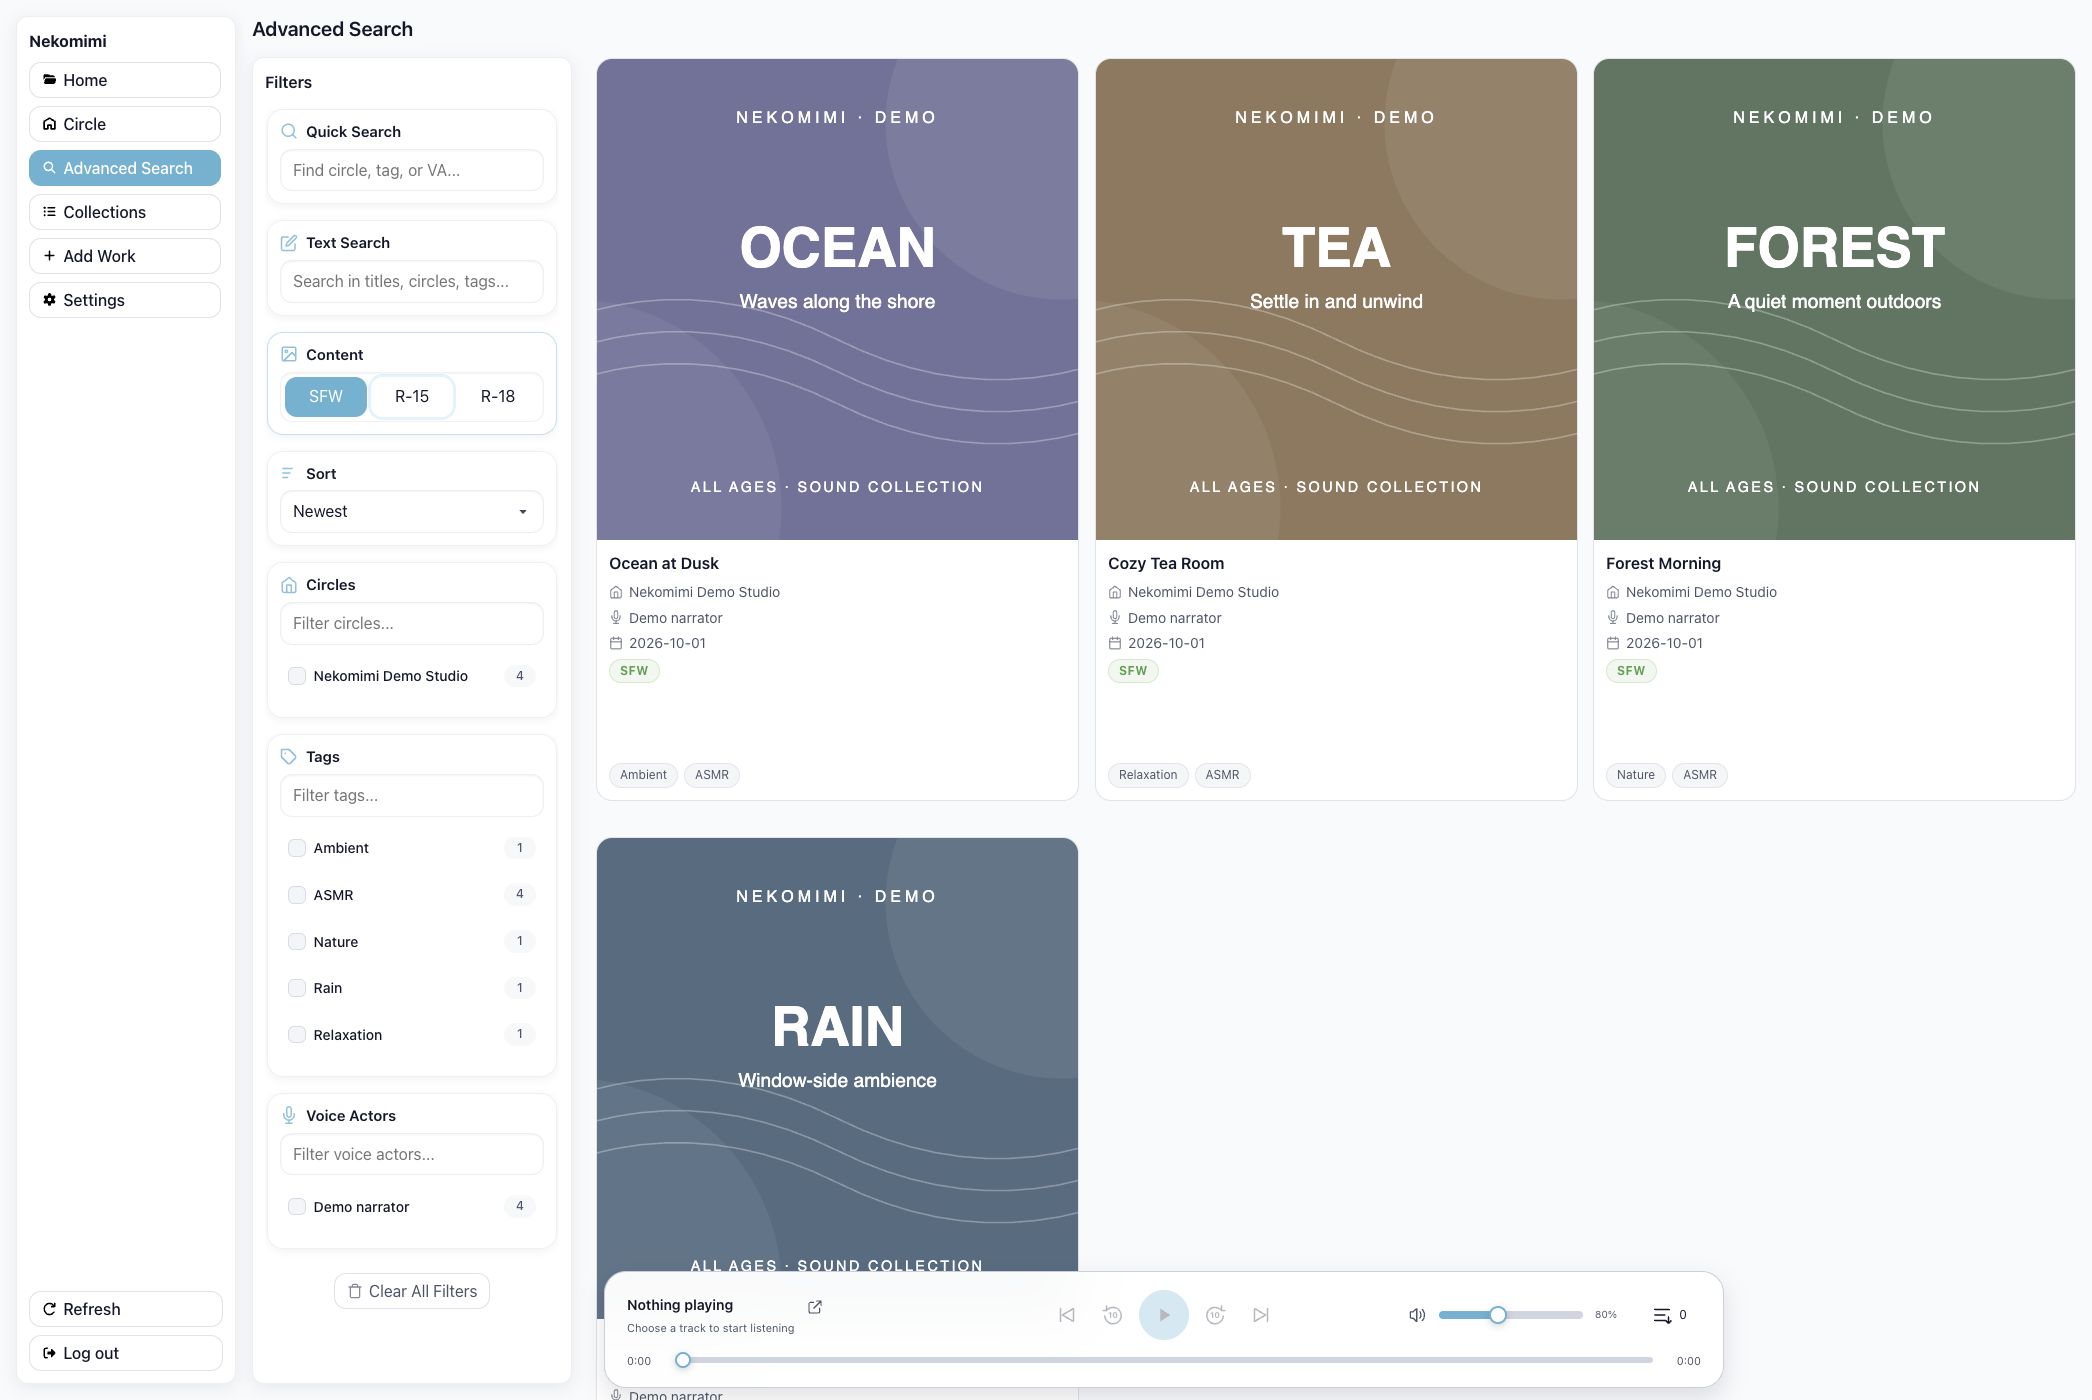 Nekomimi
Home
Circle
Advanced Search
Collections
Add Work
Settings
Refresh
Log out
Advanced Search
Filters
Quick Search
Find circle, tag, or VA...
Text Search
Search in titles, circles, tags...
Content
SFW R-15 R-18
Sort
Newest
Circles
Filter circles...
Nekomimi Demo Studio 4
Tags
Filter tags...
Ambient 1
ASMR 4
Nature 1
Rain 1
Relaxation 1
Voice Actors
Filter voice actors...
Demo narrator 4
Clear All Filters
NEKOMIMI · DEMO
OCEAN
Waves along the shore
ALL AGES · SOUND COLLECTION
Ocean at Dusk
Nekomimi Demo Studio
Demo narrator
2026-10-01
SFW
Ambient ASMR
NEKOMIMI · DEMO
TEA
Settle in and unwind
ALL AGES · SOUND COLLECTION
Cozy Tea Room
Nekomimi Demo Studio
Demo narrator
2026-10-01
SFW
Relaxation ASMR
NEKOMIMI · DEMO
FOREST
A quiet moment outdoors
ALL AGES · SOUND COLLECTION
Forest Morning
Nekomimi Demo Studio
Demo narrator
2026-10-01
SFW
Nature ASMR
NEKOMIMI · DEMO
RAIN
Window-side ambience
ALL AGES · SOUND COLLECTION
Demo narrator
Nothing playing
Choose a track to start listening
10 10
80%
0
0:00 0:00